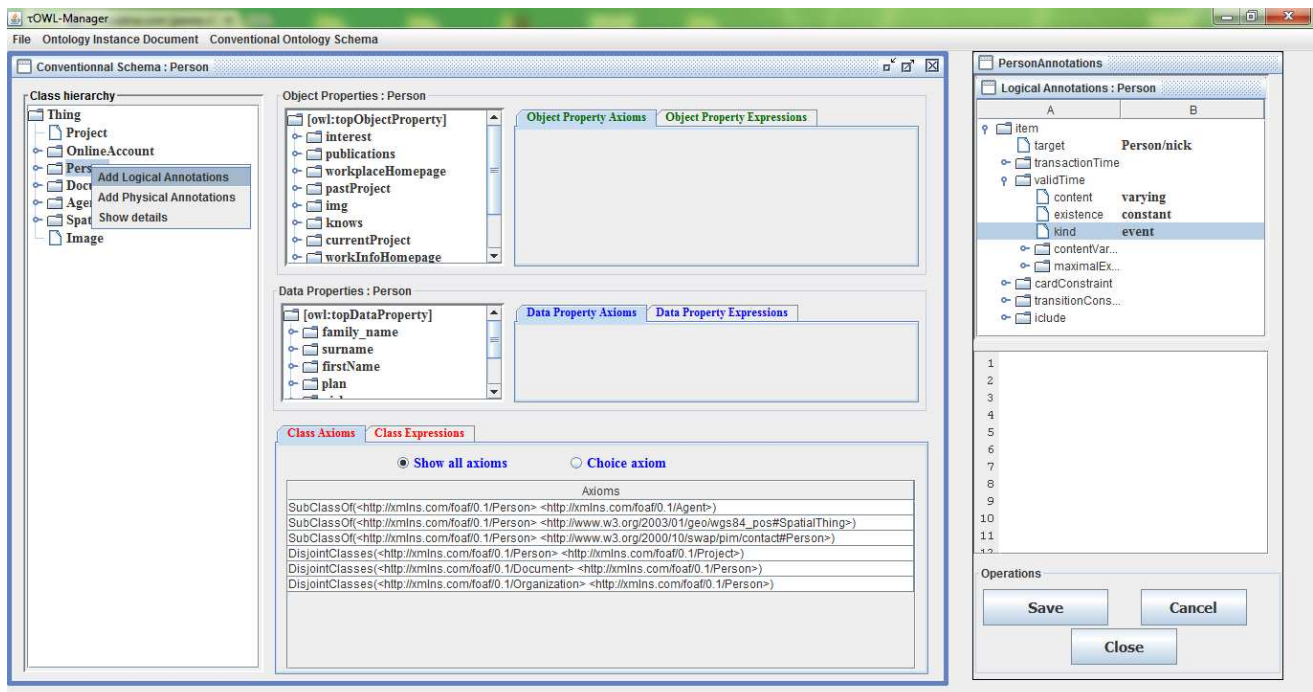 τOWL-Manager
File Ontology Instance Document Conventional Ontology Schema
Conventionnal Schema : Person
Class hierarchy
Thing
Project
OnlineAccount
Pers
Docu
Age
Spat
Image
Add Logical Annotations
Add Physical Annotations
Show details
Object Properties : Person
[owl:topObjectProperty]
interest
publications
workplaceHomepage
pastProject
img
knows
currentProject
workInfoHomepage
Object Property Axioms Object Property Expressions
Data Properties : Person
[owl:topDataProperty]
family_name
surname
firstName
plan
Data Property Axioms Data Property Expressions
Class Axioms Class Expressions
Show all axioms Choice axiom
Axioms
SubClassOf(<http://xmlns.com/foaf/0.1/Person> <http://xmlns.com/foaf/0.1/Agent>)
SubClassOf(<http://xmlns.com/foaf/0.1/Person> <http://www.w3.org/2003/01/geo/wgs84_pos#SpatialThing>)
SubClassOf(<http://xmlns.com/foaf/0.1/Person> <http://www.w3.org/2000/10/swap/pim/contact#Person>)
DisjointClasses(<http://xmlns.com/foaf/0.1/Person> <http://xmlns.com/foaf/0.1/Project>)
DisjointClasses(<http://xmlns.com/foaf/0.1/Document> <http://xmlns.com/foaf/0.1/Person>)
DisjointClasses(<http://xmlns.com/foaf/0.1/Organization> <http://xmlns.com/foaf/0.1/Person>)
PersonAnnotations
Logical Annotations : Person
A B
item
target Person/nick
transactionTime
validTime
content varying
existence constant
kind event
contentVar...
maximalEx...
cardConstraint
transitionCons...
iclude
1
2
3
4
5
6
7
8
9
10
11
12
Operations
Save Cancel
Close